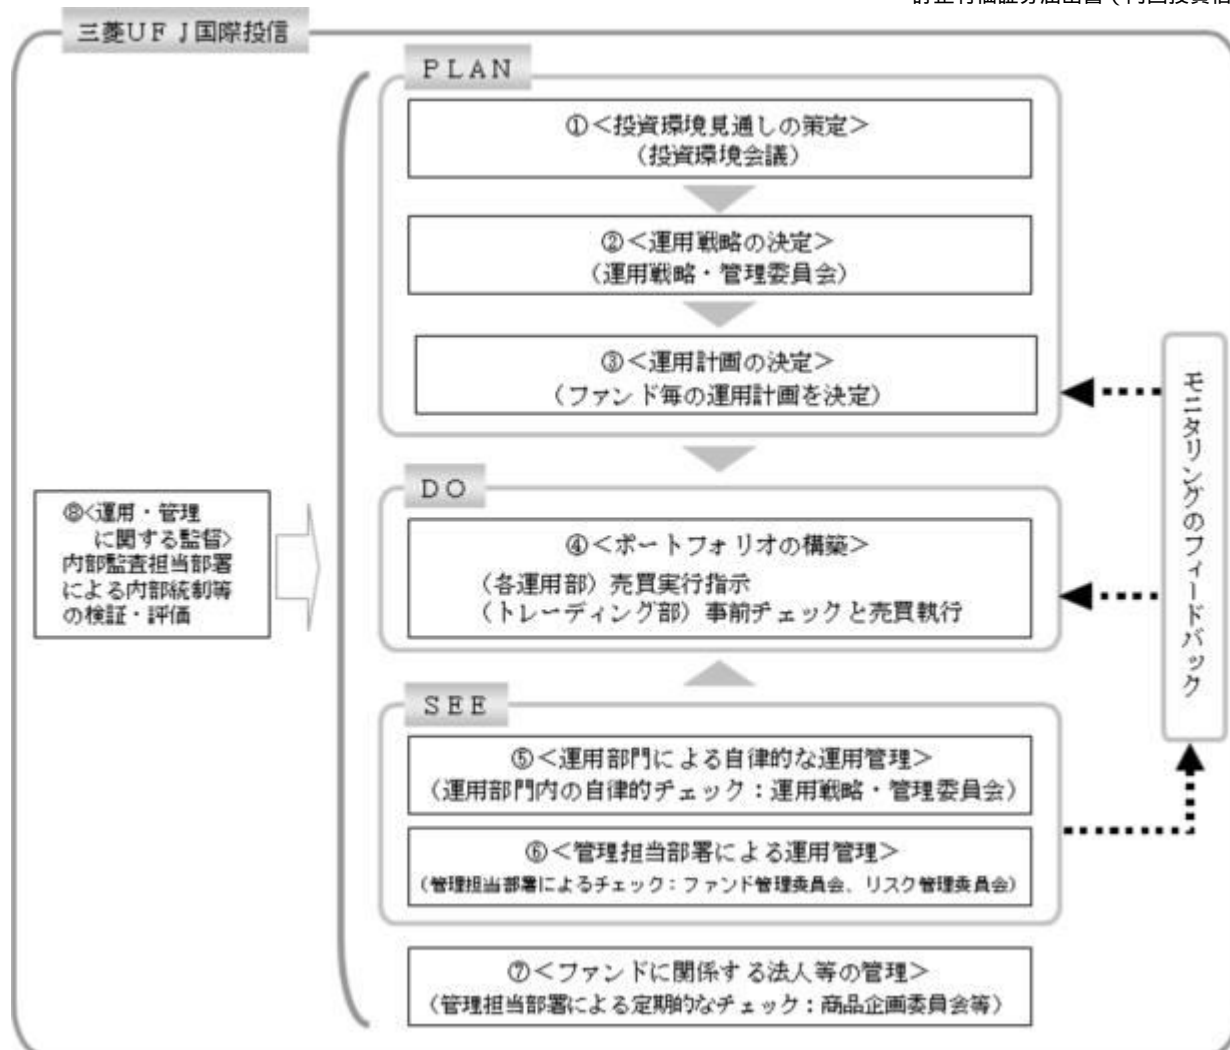 三菱UFJ国際投信
PLAN
①<投資環境見通しの策定>
(投資環境会議)
②<運用戦略の決定>
(運用戦略・管理委員会)
③<運用計画の決定>
(ファンド毎の運用計画を決定)
DO
④<ポートフォリオの構築>
(各運用部)売買実行指示
(トレーディング部)事前チェックと売買執行
SEE
⑤<運用部門による自律的な運用管理>
(運用部門内の自律的チェック:運用戦略・管理委員会)
⑥<管理担当部署による運用管理>
(管理担当部署によるチェック:ファンド管理委員会、リスク管理委員会)
⑦<ファンドに関係する法人等の管理>
(管理担当部署による定期的なチェック:商品企画委員会等)
⑧<運用・管理
に関する監督>
内部監査担当部署
による内部統制等
の検証・評価
モニタリングのフィードバック